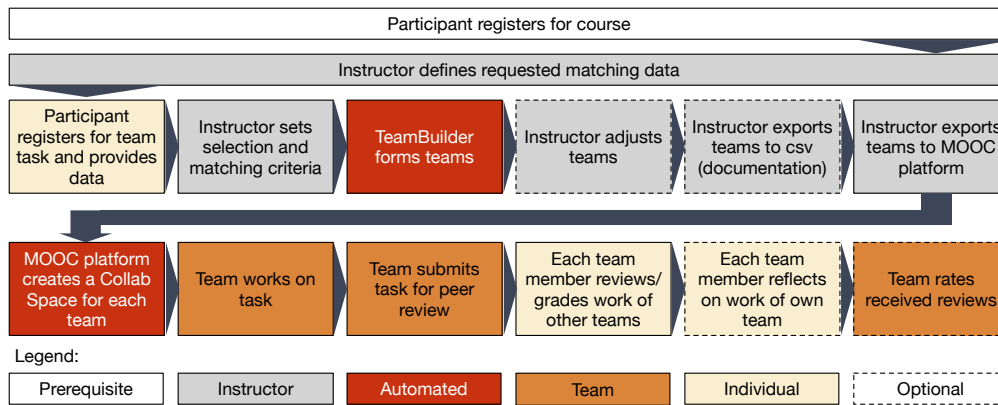 Participant registers for course
Instructor defines requested matching data
Participant
registers for team
task and provides
data
Instructor sets
selection and
matching criteria
TeamBuilder
forms teams
Instructor adjusts
teams
Instructor exports
teams to csv
(documentation)
Instructor exports
teams to MOOC
platform
MOOC platform
creates a Collab
Space for each
team
Team works on
task
Team submits
task for peer
review
Each team
member reviews/
grades work of
other teams
Each team
member reflects
on work of own
team
Team rates
received reviews
Legend:
Prerequisite
Instructor
Automated
Team
Individual
Optional